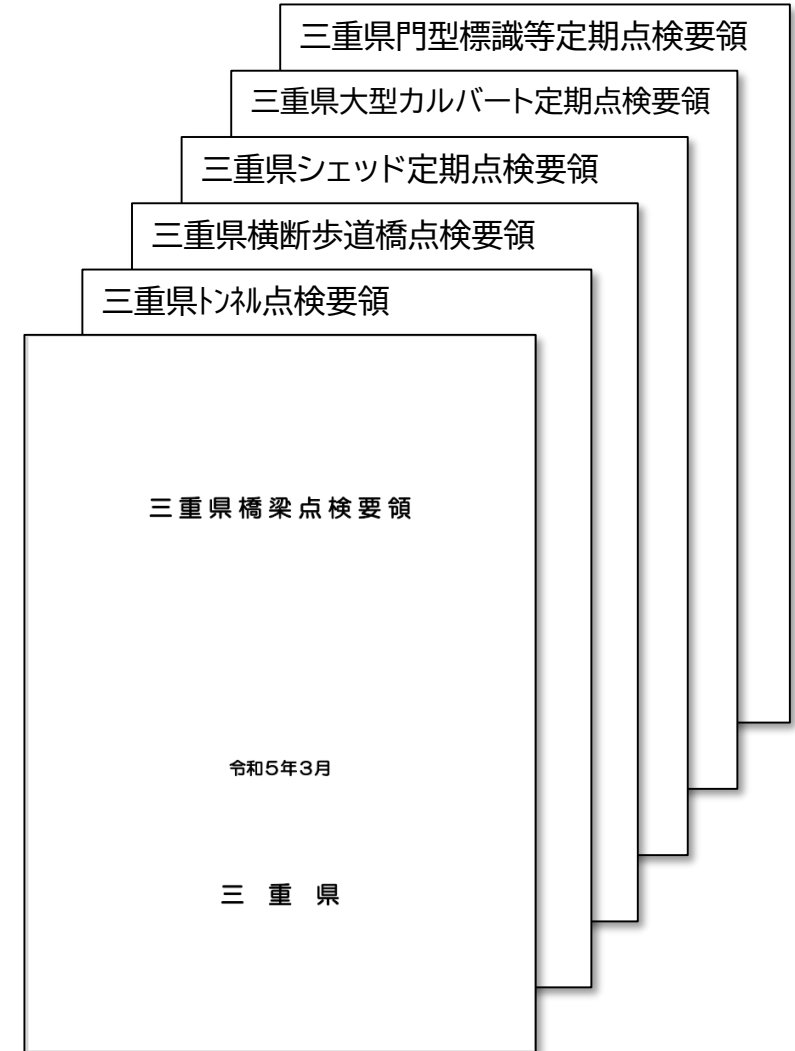 三重県門型標識等定期点検要領
三重県大型カルバート定期点検要領
三重県シェッド定期点検要領
三重県横断歩道橋点検要領
三重県ﾄﾝﾈﾙ点検要領
三重県橋梁点検要領
令和5年3月
三重県